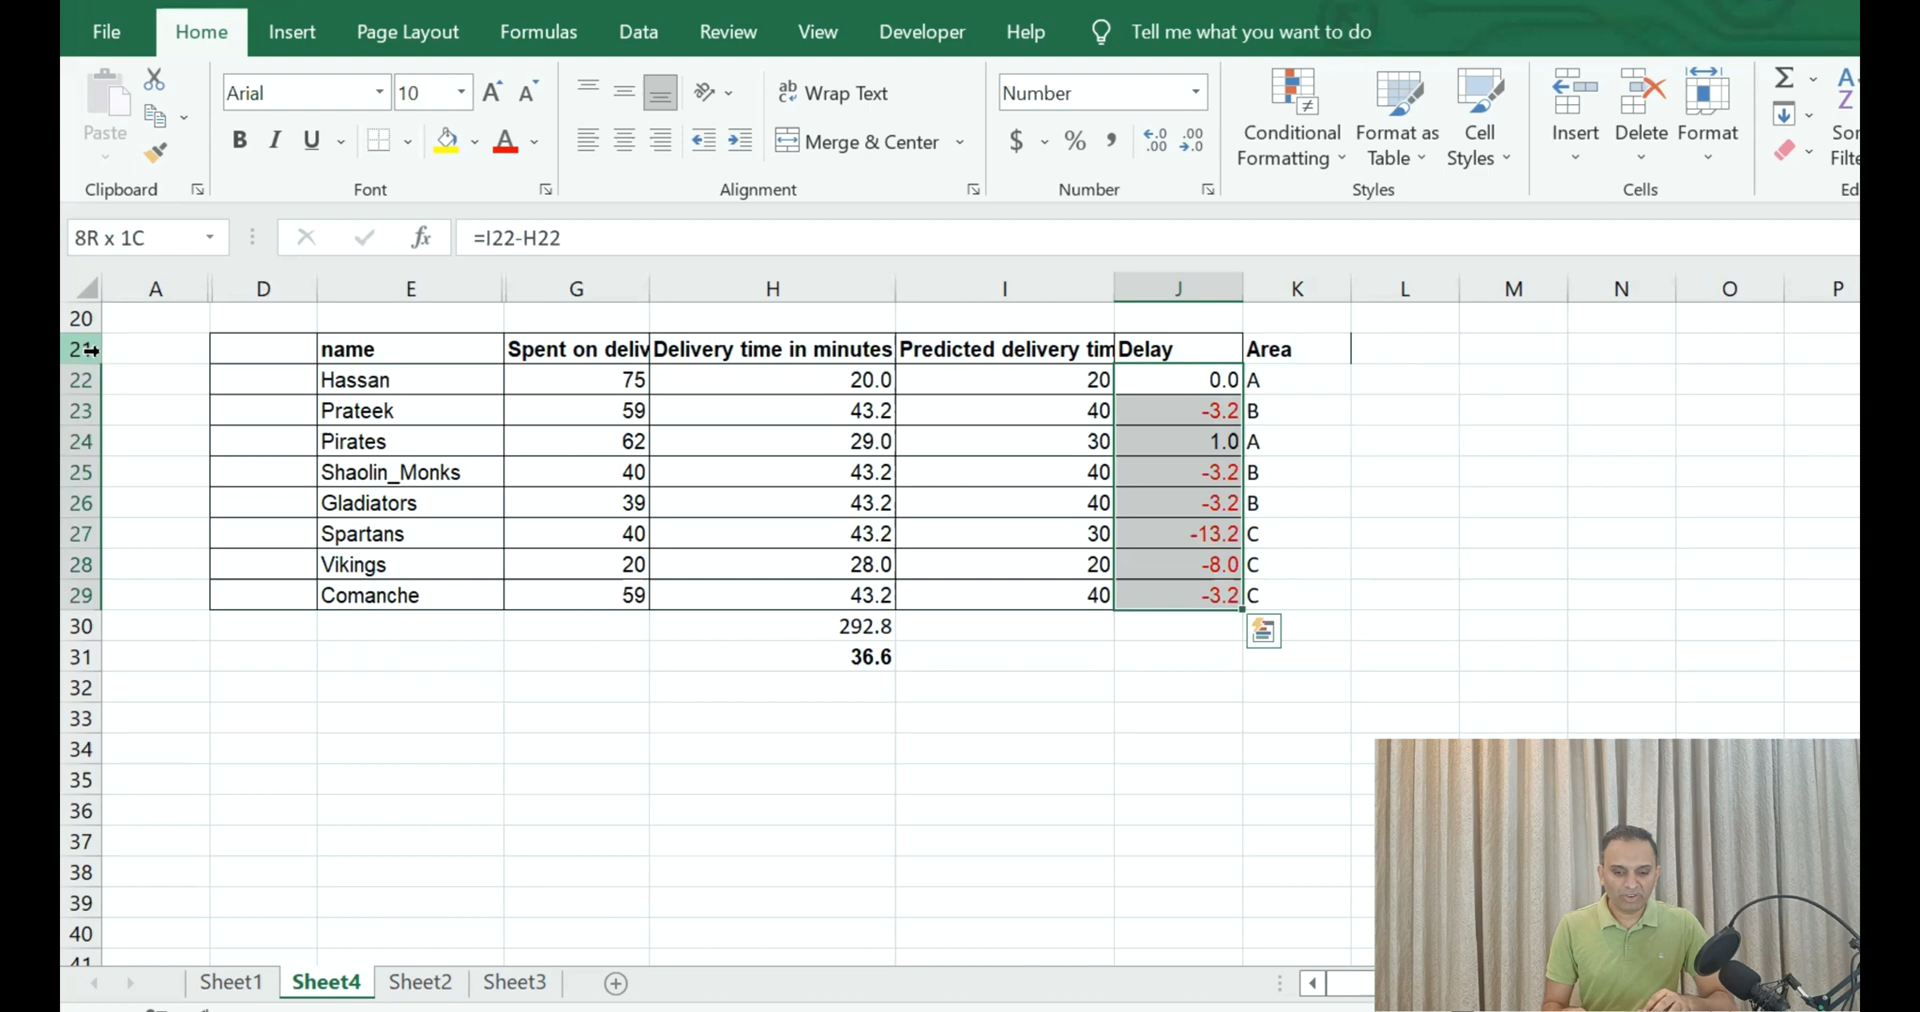 File Home Insert Page Layout Formulas Data Review View Developer Help Tell me what you want to do
Paste
Clipboard
Arial 10
B I U
Font
Wrap Text
Merge & Center
Alignment
Number
$ % ,
Number
Conditional Formatting
Format as Table
Cell Styles
Styles
Insert Delete Format
Cells
8R x 1C fx =I22-H22
A D E G H I J K L M N O P
20
21 name Spent on deliv Delivery time in minutes Predicted delivery tim Delay Area
22 Hassan 75 20.0 20 0.0 A
23 Prateek 59 43.2 40 -3.2 B
24 Pirates 62 29.0 30 1.0 A
25 Shaolin_Monks 40 43.2 40 -3.2 B
26 Gladiators 39 43.2 40 -3.2 B
27 Spartans 40 43.2 30 -13.2 C
28 Vikings 20 28.0 20 -8.0 C
29 Comanche 59 43.2 40 -3.2 C
30 292.8
31 36.6
32
33
34
35
36
37
38
39
40
41
Sheet1 Sheet4 Sheet2 Sheet3